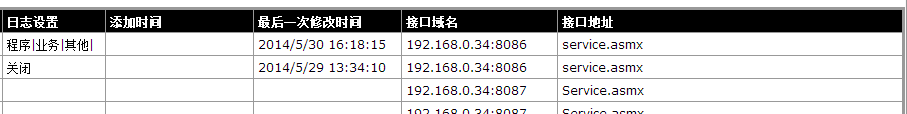 日志设置 添加时间 最后一次修改时间 接口域名 接口地址
程序|业务|其他| 2014/5/30 16:18:15 192.168.0.34:8086 service.asmx
关闭 2014/5/29 13:34:10 192.168.0.34:8086 service.asmx
192.168.0.34:8087 Service.asmx
192.168.0.34:8087 Service.asmx